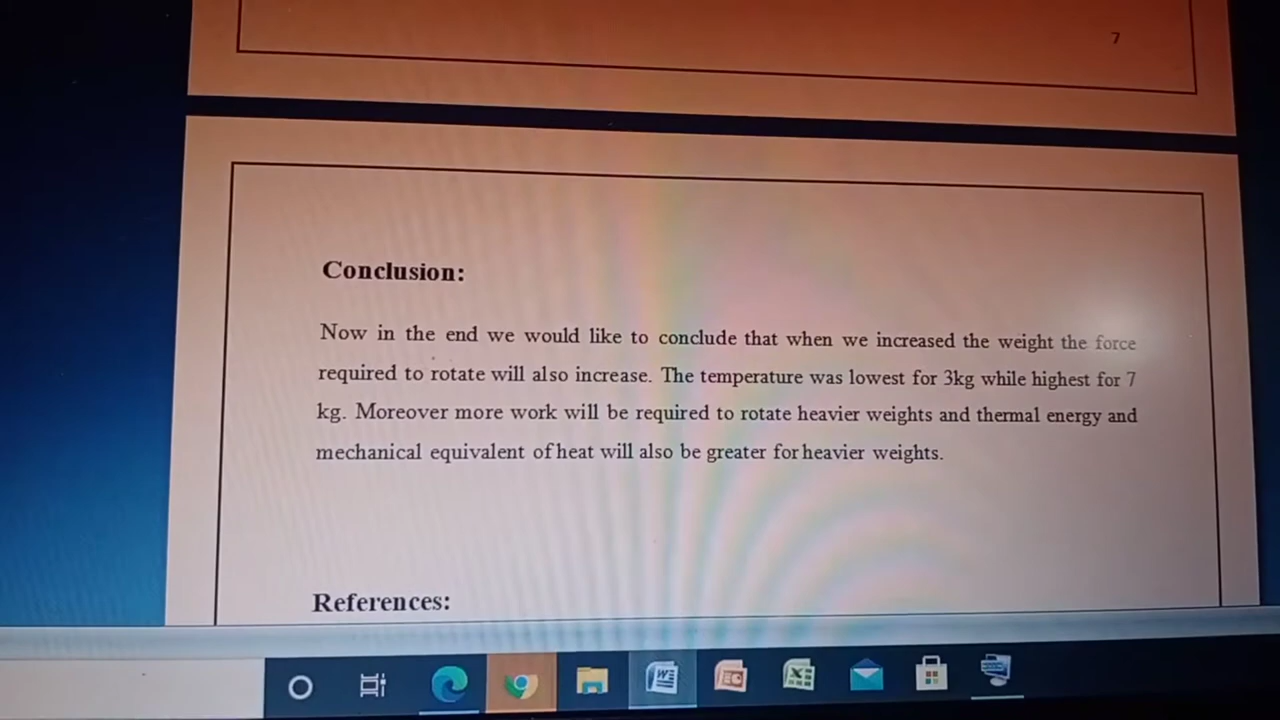 7
Conclusion:
Now in the end we would like to conclude that when we increased the weight the force
required to rotate will also increase. The temperature was lowest for 3kg while highest for 7
kg. Moreover more work will be required to rotate heavier weights and thermal energy and
mechanical equivalent of heat will also be greater for heavier weights.
References: